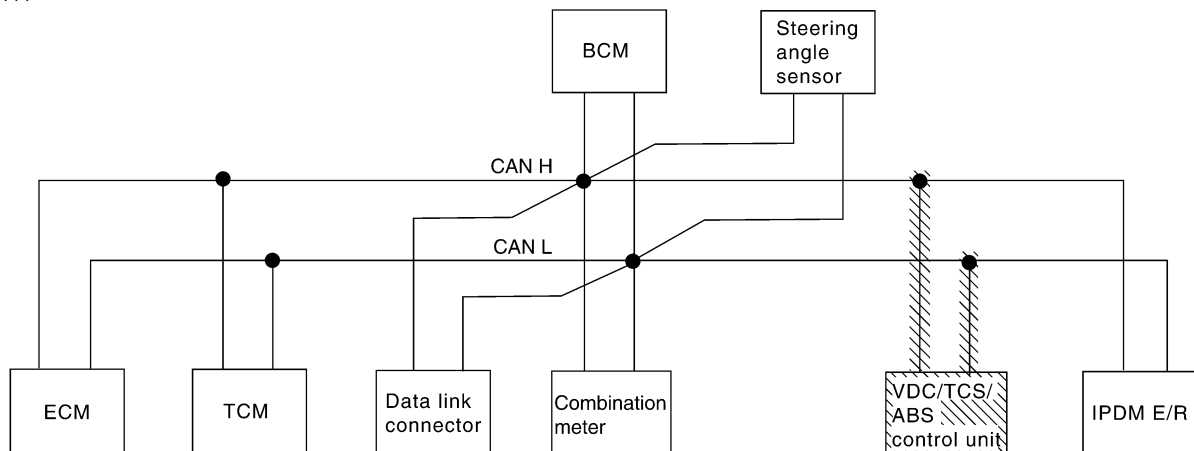 BCM
Steering
angle
sensor
CAN H
CAN L
ECM
TCM
Data link
connector
Combination
meter
VDC/TCS/
ABS
control unit
IPDM E/R